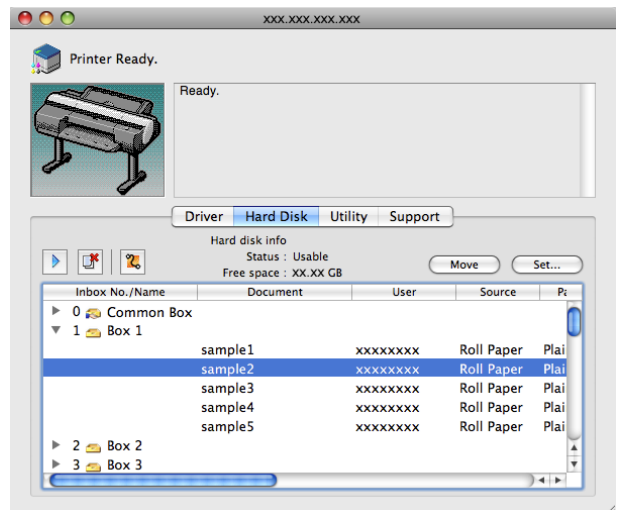 xxx.xxx.xxx.xxx
Printer Ready.
Ready.
Driver Hard Disk Utility Support
Hard disk info
Status : Usable
Free space : XX.XX GB
Move Set...
Inbox No./Name Document User Source Pa
0 Common Box
1 Box 1
sample1 xxxxxxxx Roll Paper Plai
sample2 xxxxxxxx Roll Paper Plai
sample3 xxxxxxxx Roll Paper Plai
sample4 xxxxxxxx Roll Paper Plai
sample5 xxxxxxxx Roll Paper Plai
2 Box 2
3 Box 3